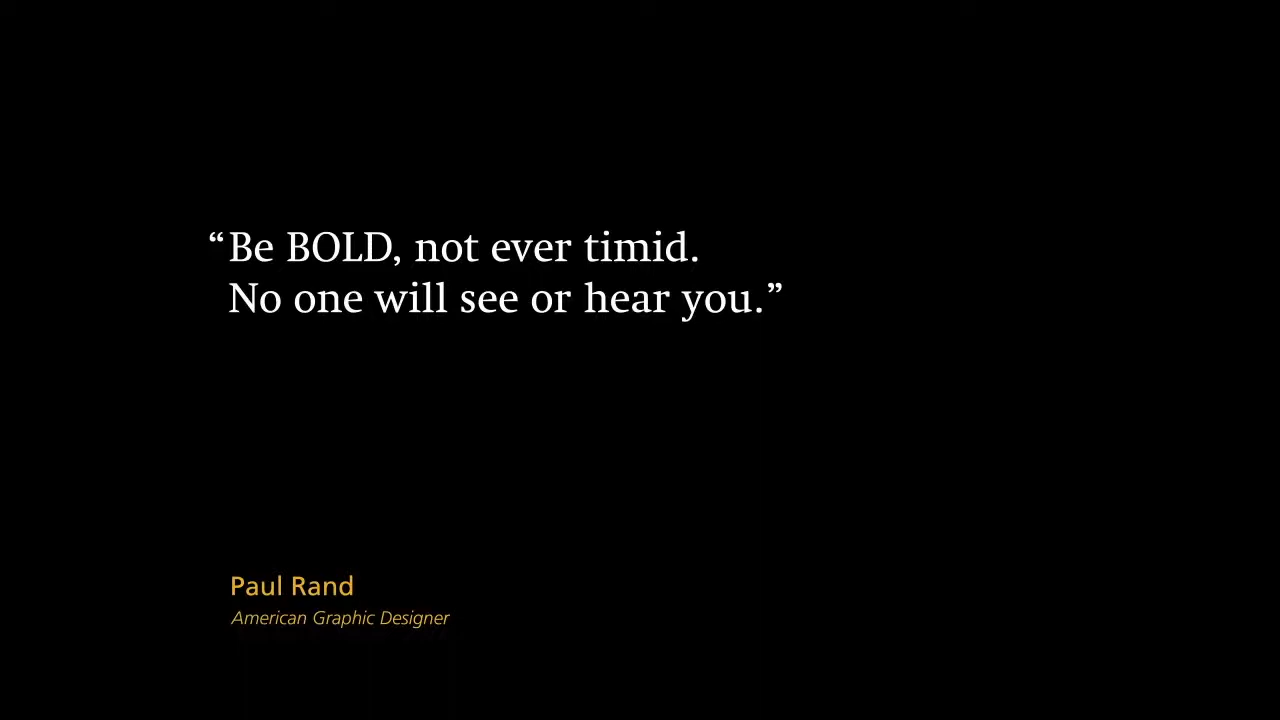 “Be BOLD, not ever timid.
No one will see or hear you.”
Paul Rand
American Graphic Designer